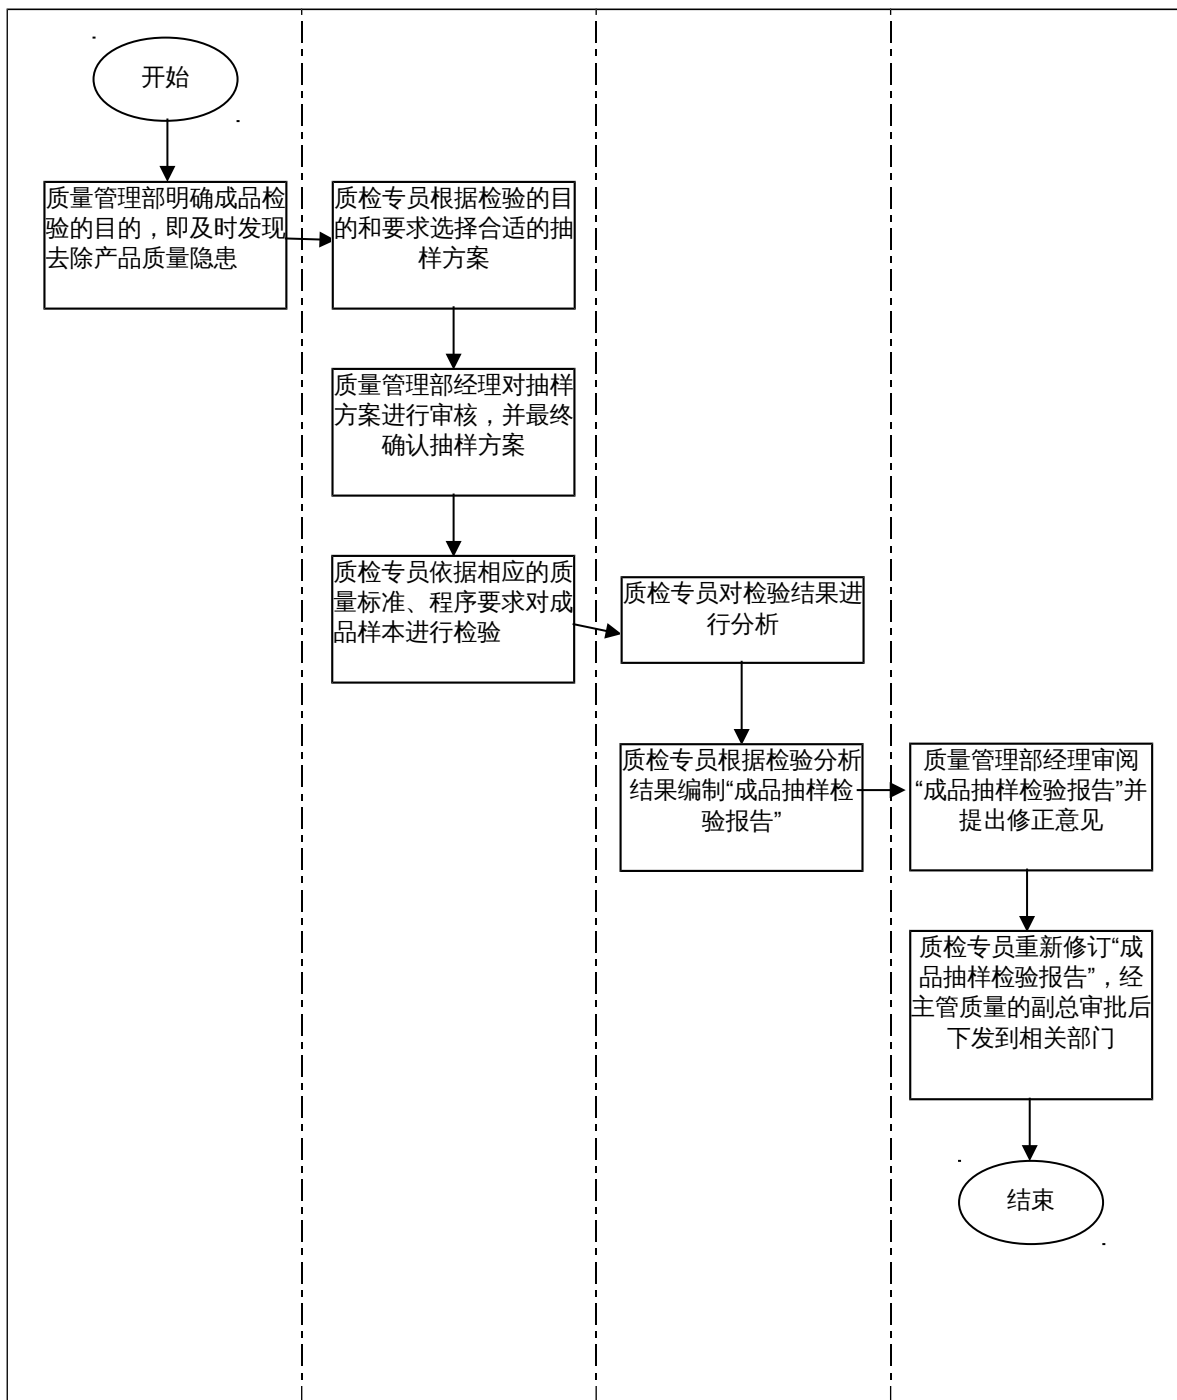 开始
质量管理部明确成品检
验的目的，即及时发现
去除产品质量隐患
质检专员根据检验的目
的和要求选择合适的抽
样方案
质量管理部经理对抽样
方案进行审核，并最终
确认抽样方案
质检专员依据相应的质
量标准、程序要求对成
品样本进行检验
质检专员对检验结果进
行分析
质检专员根据检验分析
结果编制“成品抽样检
验报告”
质量管理部经理审阅
“成品抽样检验报告”并
提出修正意见
质检专员重新修订“成
品抽样检验报告”，经
主管质量的副总审批后
下发到相关部门
结束